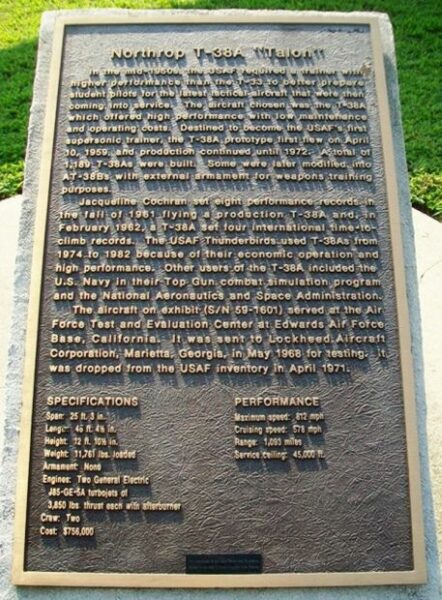 Northrop T-38A "Talon"
In the mid-1950s, the USAF required a trainer with
higher performance than the T-33 to better prepare
student pilots for the latest tactical aircraft that were then
coming into service. The aircraft chosen was the T-38A
which offered high performance with low maintenance
and operating costs. Destined to become the USAF's first
supersonic trainer, the T-38A prototype first flew on April
10, 1959, and production continued until 1972. A total of
1,189 T-38As were built. Some were later modified into
AT-38Bs with external armament for weapons training
purposes.
Jacqueline Cochran set eight performance records in
the fall of 1961 flying a production T-38A and, in
February 1962, a T-38A set four international time-to-
climb records. The USAF Thunderbirds used T-38As from
1974 to 1982 because of their economic operation and
high performance. Other users of the T-38A included the
U.S. Navy in their Top Gun combat simulation program
and the National Aeronautics and Space Administration.
The aircraft on exhibit (S/N 59-1601) served at the Air
Force Test and Evaluation Center at Edwards Air Force
Base, California. It was sent to Lockheed Aircraft
Corporation, Marietta, Georgia, in May 1968 for testing. It
was dropped from the USAF inventory in April 1971.
SPECIFICATIONS
Span: 25 ft. 3 in.
Length: 46 ft. 4½ in.
Height: 12 ft. 10½ in.
Weight: 11,761 lbs. loaded
Armament: None
Engines: Two General Electric
J85-GE-5A turbojets of
3,850 lbs. thrust each with afterburner
Crew: Two
Cost: $756,000
PERFORMANCE
Maximum speed: 812 mph
Cruising speed: 578 mph
Range: 1,093 miles
Service ceiling: 45,000 ft.